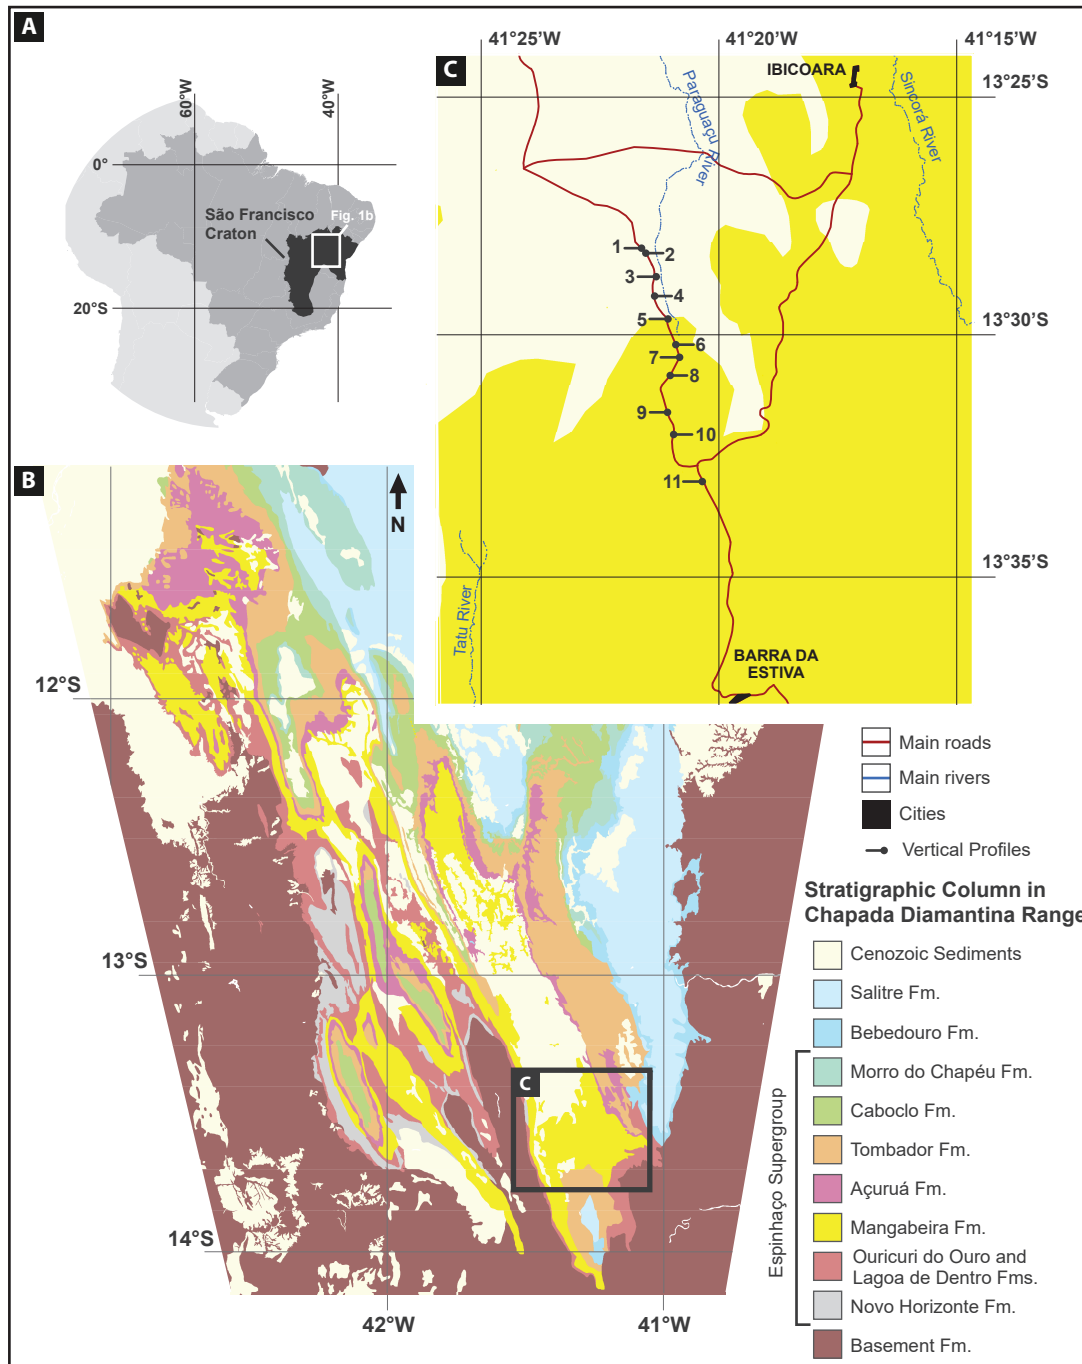 A
60°W
40°W
0°
São Francisco
Craton
Fig. 1b
20°S
C
41°25'W
41°20'W
41°15'W
IBICOARA
13°25'S
Paraguaçu
River
Sincorá River
1
2
3
4
5
13°30'S
6
7
8
9
10
11
13°35'S
Tatu River
BARRA DA
ESTIVA
B
N
12°S
13°S
C
14°S
42°W
41°W
Main roads
Main rivers
Cities
Vertical Profiles
Stratigraphic Column in
Chapada Diamantina Range
Cenozoic Sediments
Salitre Fm.
Bebedouro Fm.
Espinhaço Supergroup
Morro do Chapéu Fm.
Caboclo Fm.
Tombador Fm.
Açuruá Fm.
Mangabeira Fm.
Ouricuri do Ouro and
Lagoa de Dentro Fms.
Novo Horizonte Fm.
Basement Fm.